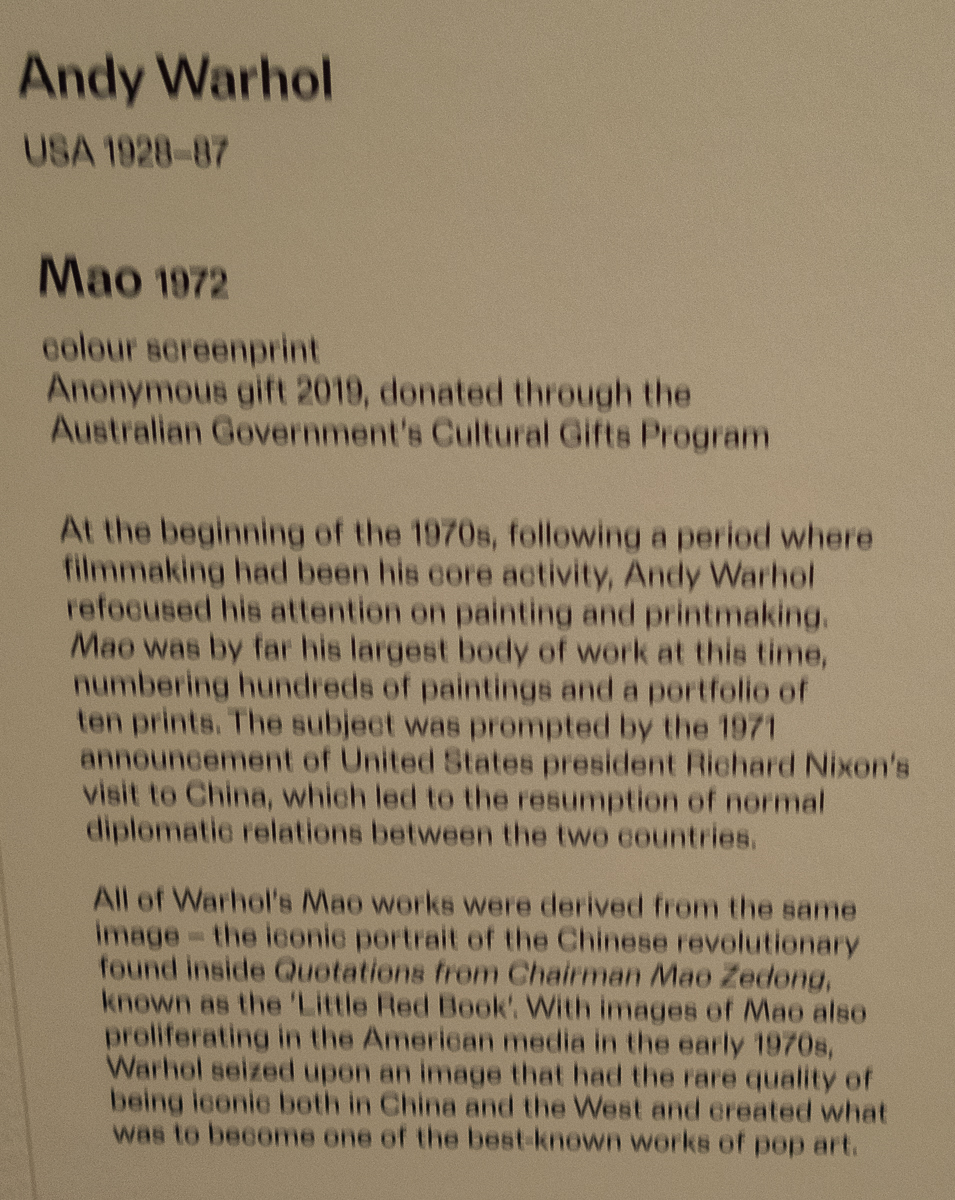 Andy Warhol
USA 1928–87
Mao 1972
colour screenprint
Anonymous gift 2019, donated through the
Australian Government's Cultural Gifts Program
At the beginning of the 1970s, following a period where
filmmaking had been his core activity, Andy Warhol
refocused his attention on painting and printmaking.
Mao was by far his largest body of work at this time,
numbering hundreds of paintings and a portfolio of
ten prints. The subject was prompted by the 1971
announcement of United States president Richard Nixon's
visit to China, which led to the resumption of normal
diplomatic relations between the two countries.
All of Warhol's Mao works were derived from the same
image – the iconic portrait of the Chinese revolutionary
found inside Quotations from Chairman Mao Zedong,
known as the 'Little Red Book'. With images of Mao also
proliferating in the American media in the early 1970s,
Warhol seized upon an image that had the rare quality of
being iconic both in China and the West and created what
was to become one of the best-known works of pop art.